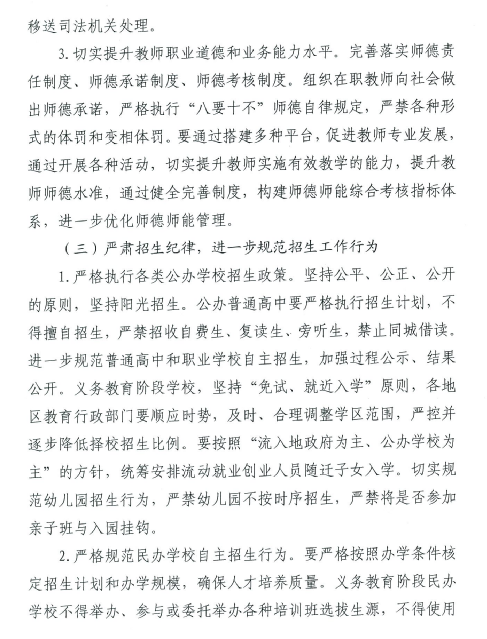 移送司法机关处理。
3.切实提升教师职业道德和业务能力水平。完善落实师德责
任制度、师德承诺制度、师德考核制度。组织在职教师向社会做
出师德承诺，严格执行“八要十不”师德自律规定，严禁各种形
式的体罚和变相体罚。要通过搭建多种平台，促进教师专业发展，
通过开展各种活动，切实提升教师实施有效教学的能力，提升教
师师德水准，通过健全完善制度，构建师德师能综合考核指标体
系，进一步优化师德师能管理。
（三）严肃招生纪律，进一步规范招生工作行为
1.严格执行各类公办学校招生政策。坚持公平、公正、公开
的原则，坚持阳光招生。公办普通高中要严格执行招生计划，不
得擅自招生，严禁招收自费生、复读生、旁听生，禁止同城借读。
进一步规范普通高中和职业学校自主招生，加强过程公示、结果
公开。义务教育阶段学校，坚持“免试、就近入学”原则，各地
区教育行政部门要顺应时势，及时、合理调整学区范围，严控并
逐步降低择校招生比例。要按照“流入地政府为主、公办学校为
主”的方针，统筹安排流动就业创业人员随迁子女入学。切实规
范幼儿园招生行为，严禁幼儿园不按时序招生，严禁将是否参加
亲子班与入园挂钩。
2.严格规范民办学校自主招生行为。要严格按照办学条件核
定招生计划和办学规模，确保人才培养质量。义务教育阶段民办
学校不得举办、参与或委托举办各种培训班选拔生源，不得使用